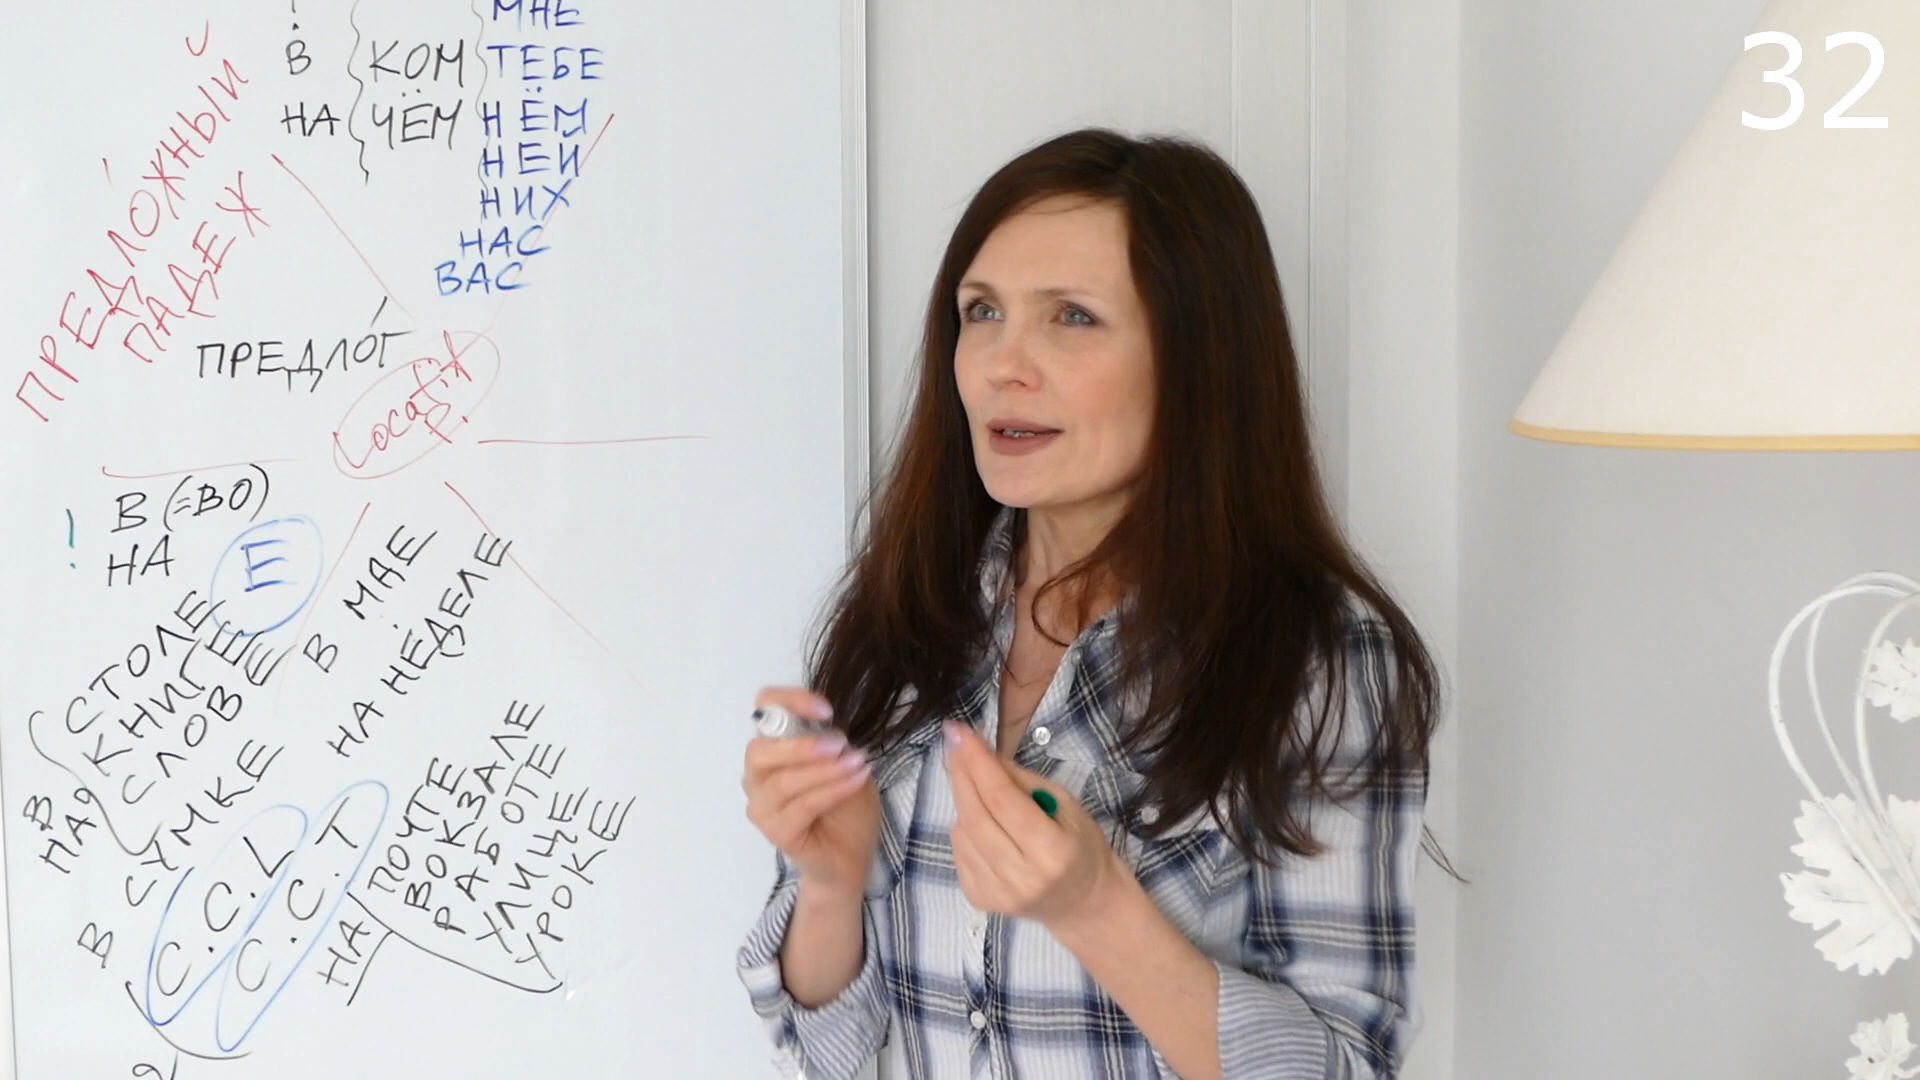 32
МНЕ
В КОМ ТЕБЕ
НА ЧЁМ НЁМ
НЕЙ
НИХ
НАС
ВАС
ПРЕДЛОЖНЫЙ
ПАДЕЖ
ПРЕДЛОГ
Locatif
P.
! В (=ВО)
НА
Е
В
НА
СТОЛЕ
КНИГЕ
СЛОВЕ
В СУМКЕ
В МАЕ
НА НЕДЕЛЕ
C.C.L
C.C.T
НА
ПОЧТЕ
ВОКЗАЛЕ
РАБОТЕ
УЛИЦЕ
УРОКЕ